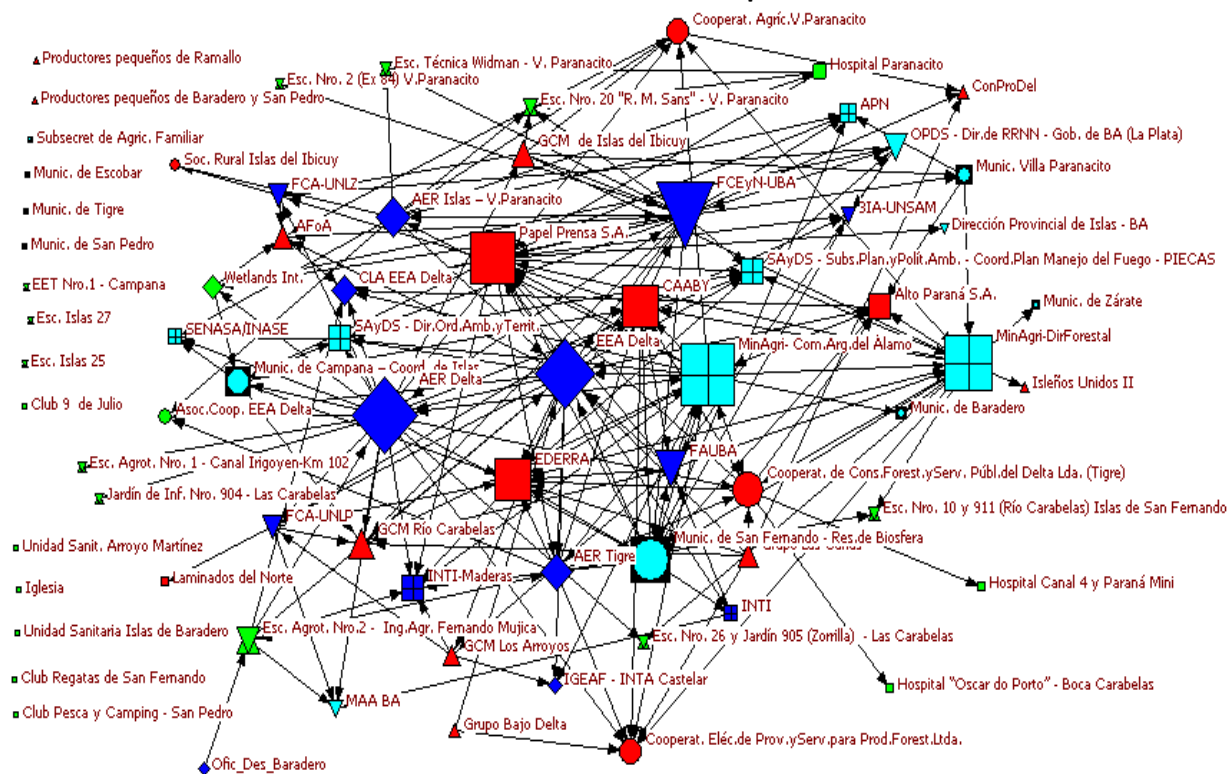 Cooperat. Agríc.V.Paranacito
Productores pequeños de Ramallo
Esc. Técnica Widman - V. Paranacito
Hospital Paranacito
Esc. Nro. 2 (Ex 84) V.Paranacito
ConProDel
Productores pequeños de Baradero y San Pedro
Esc. Nro. 20 "R. M. Sans" - V. Paranacito
APN
Subsecret de Agric. Familiar
GCM de Islas del Ibicuy
OPDS - Dir.de RRNN - Gob. de BA (La Plata)
Soc. Rural Islas del Ibicuy
Munic. Villa Paranacito
Munic. de Escobar
FCA-UNLZ
FCEyN-UBA
AER Islas – V.Paranacito
3IA-UNSAM
Munic. de Tigre
AFoA
Papel Prensa S.A.
Dirección Provincial de Islas - BA
Munic. de San Pedro
SAyDS - Subs.Plan.yPolít.Amb. - Coord.Plan Manejo del Fuego - PIECAS
Wetlands Int.
CLA EEA Delta
CAABY
EET Nro.1 - Campana
Alto Paraná S.A.
Munic. de Zárate
Esc. Islas 27
SENASA/INASE
SAyDS - Dir.Ord.Amb.yTerrit.
EEA Delta
MinAgri- Com.Arg.del Álamo
MinAgri-DirForestal
Esc. Islas 25
Munic. de Campana – Coord. de Islas
AER Delta
Isleños Unidos II
Club 9 de Julio
Asoc.Coop. EEA Delta
Munic. de Baradero
Esc. Agrot. Nro. 1 - Canal Irigoyen-Km 102
EDERRA
FAUBA
Cooperat. de Cons.Forest.yServ. Públ.del Delta Lda. (Tigre)
Jardín de Inf. Nro. 904 - Las Carabelas
Esc. Nro. 10 y 911 (Río Carabelas) Islas de San Fernando
FCA-UNLP
GCM Río Carabelas
Munic. de San Fernando - Res.de Biosfera
Unidad Sanit. Arroyo Martínez
AER Tigre
Grupo Las
Laminados del Norte
INTI-Maderas
Hospital Canal 4 y Paraná Mini
Iglesia
INTI
Unidad Sanitaria Islas de Baradero
Esc. Agrot. Nro.2 - Ing.Agr. Fernando Mujica
Esc. Nro. 26 y Jardín 905 (Zorrilla) - Las Carabelas
GCM Los Arroyos
Club Regatas de San Fernando
IGEAF - INTA Castelar
Hospital "Oscar do Porto" - Boca Carabelas
MAA BA
Club Pesca y Camping - San Pedro
Grupo Bajo Delta
Cooperat. Eléc.de Prov.yServ.para Prod.Forest.Ltda.
Ofic_Des_Baradero